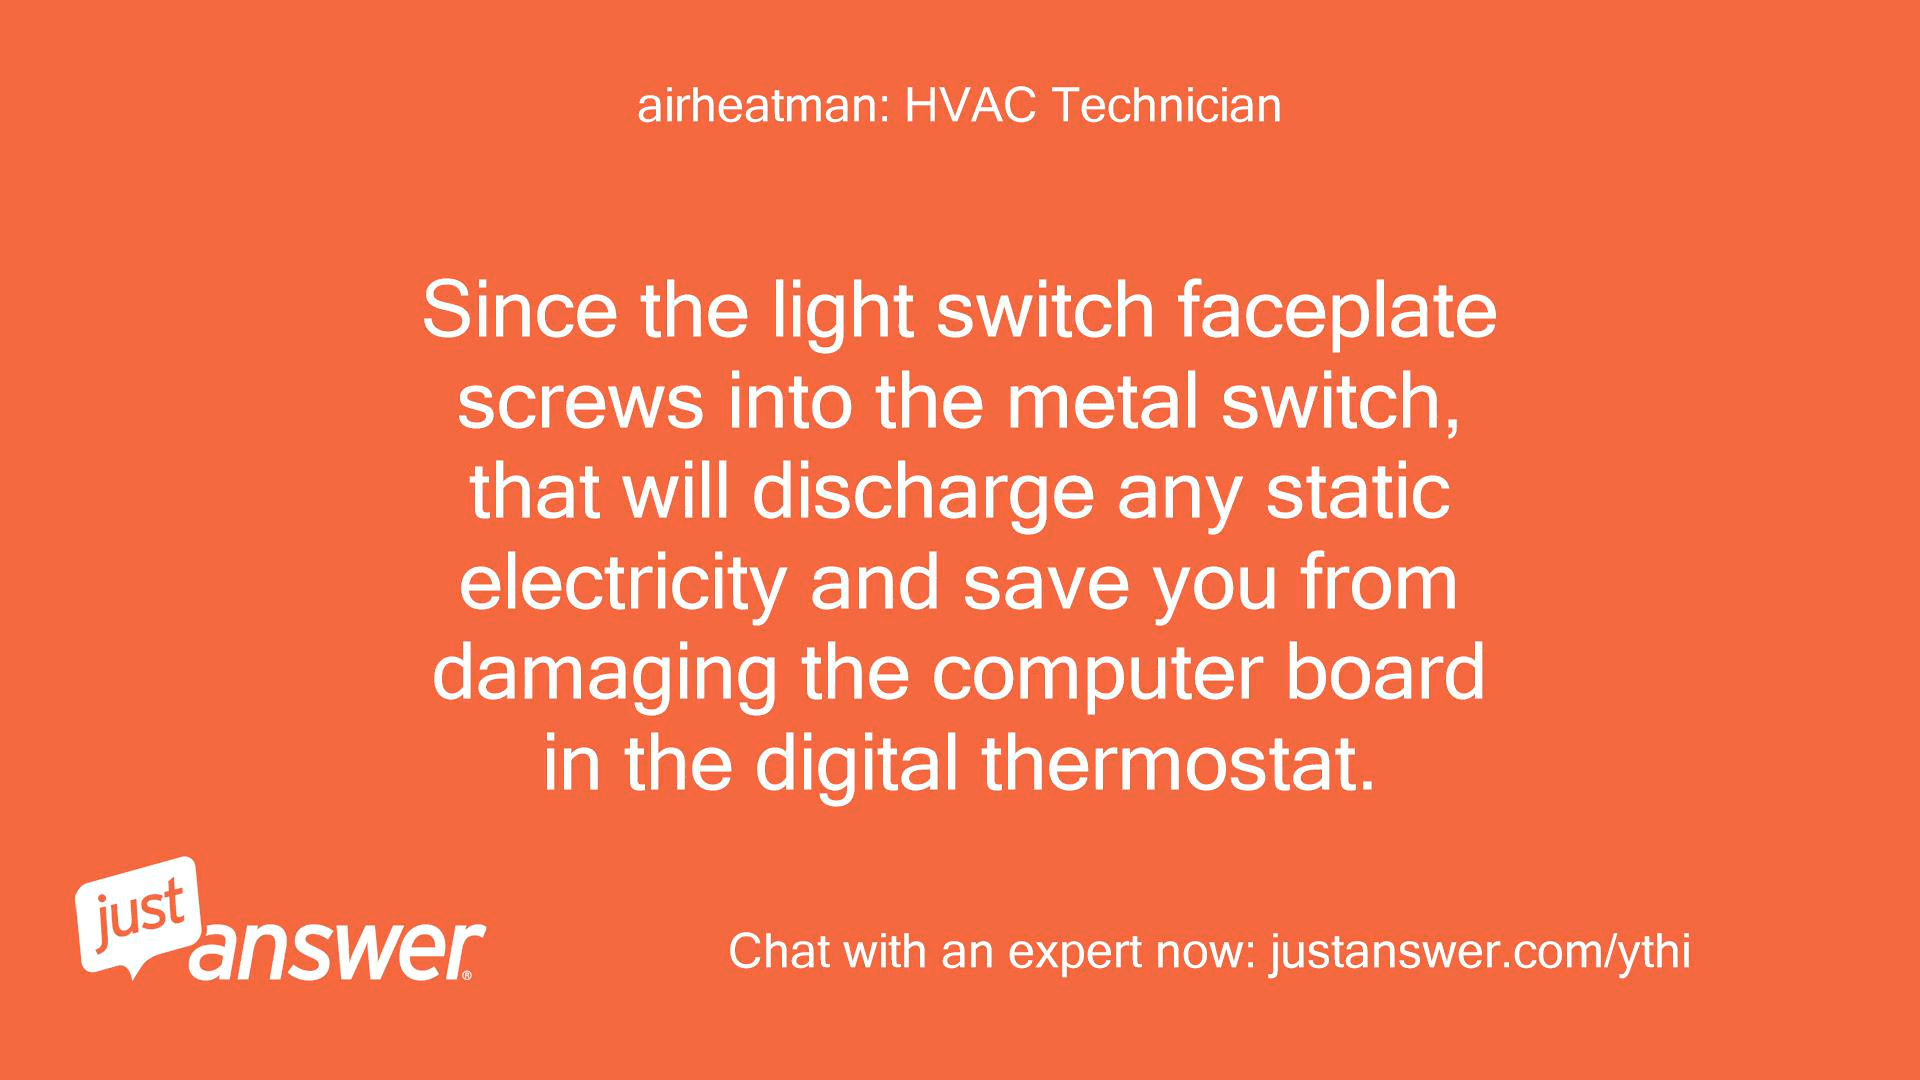 airheatman: HVAC Technician
Since the light switch faceplate
screws into the metal switch,
that will discharge any static
electricity and save you from
damaging the computer board
in the digital thermostat.
just
answer®
Chat with an expert now: justanswer.com/ythi